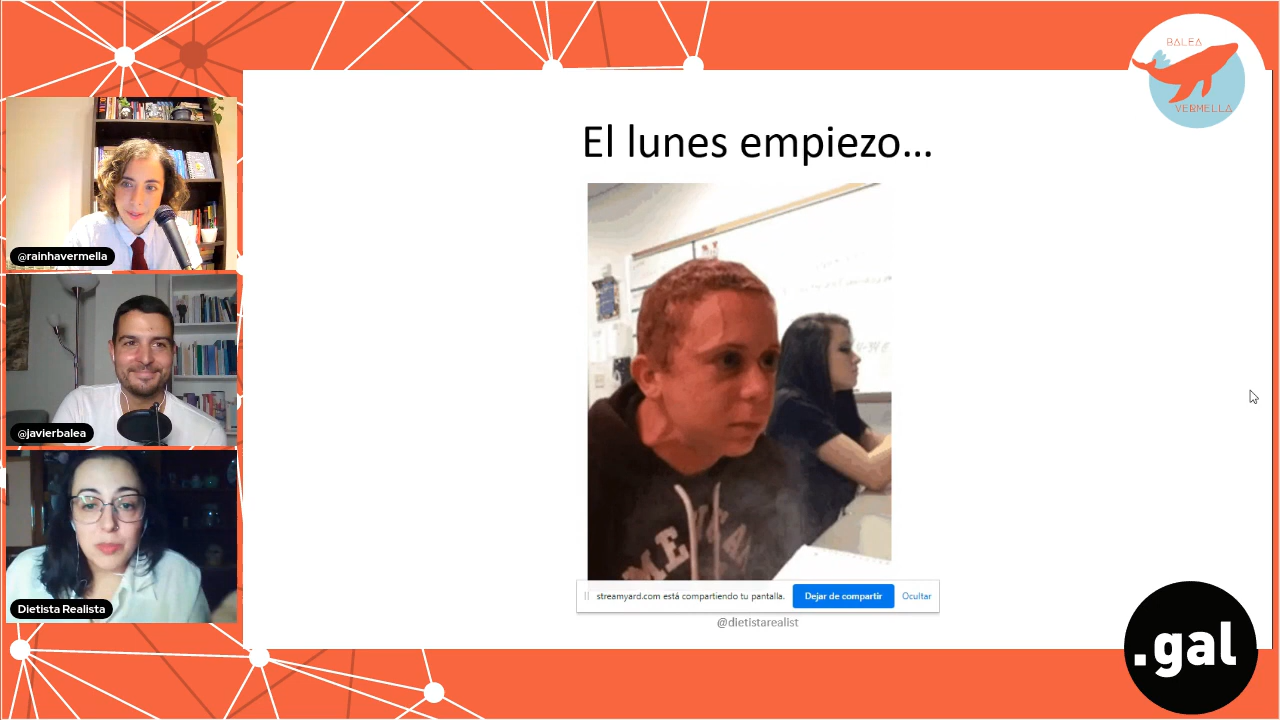 BALEA
VERMELLA
El lunes empiezo...
@rainhavermella
@javierbalea
Dietista Realista
streamyard.com está compartiendo tu pantalla.
Dejar de compartir
Ocultar
@dietistarealist
.gal